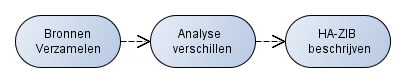 Bronnen
Verzamelen
Analyse
verschillen
HA-ZIB
beschrijven